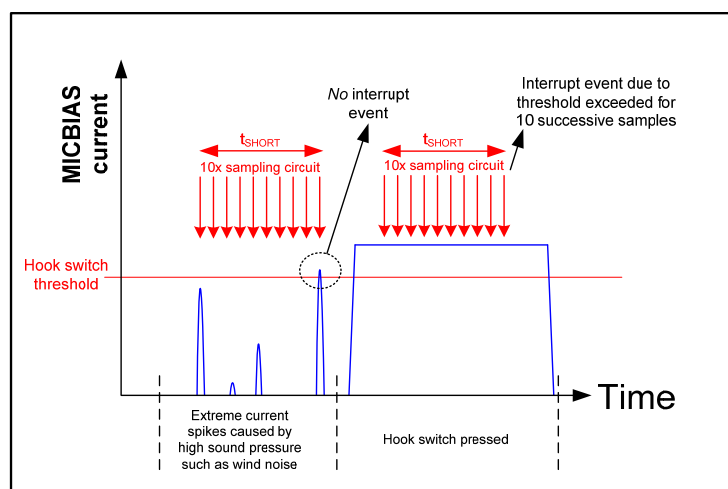 MICBIAS
current
No interrupt
event
Interrupt event due to
threshold exceeded for
10 successive samples
tSHORT
10x sampling circuit
tSHORT
10x sampling circuit
Hook switch
threshold
Time
Extreme current
spikes caused by
high sound pressure
such as wind noise
Hook switch pressed